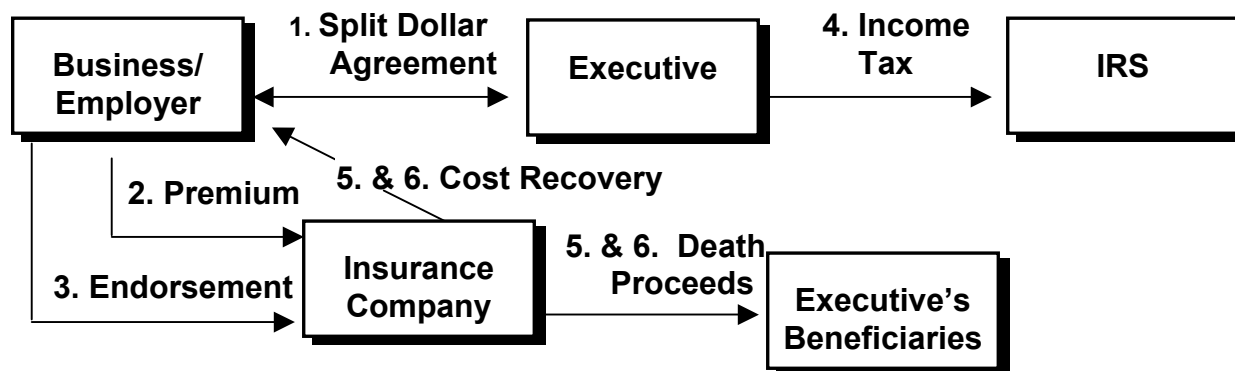 Business/
Employer
1. Split Dollar
Agreement
Executive
4. Income
Tax
IRS
5. & 6. Cost Recovery
2. Premium
3. Endorsement
Insurance
Company
5. & 6. Death
Proceeds
Executive’s
Beneficiaries